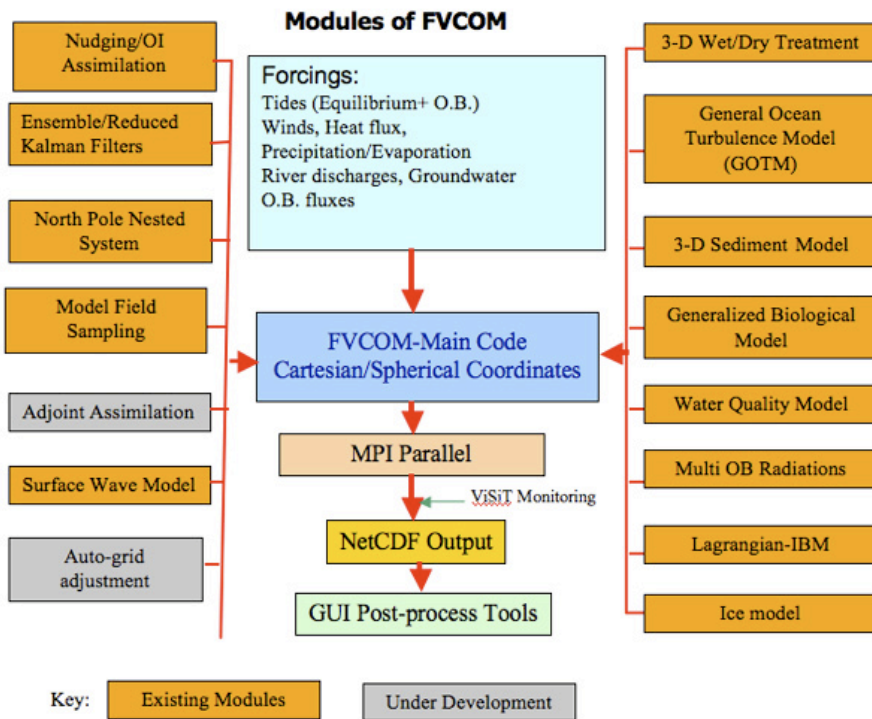 Modules of FVCOM
Nudging/OI
Assimilation
Ensemble/Reduced
Kalman Filters
North Pole Nested
System
Model Field
Sampling
Adjoint Assimilation
Surface Wave Model
Auto-grid
adjustment
Forcings:
Tides (Equilibrium+ O.B.)
Winds, Heat flux,
Precipitation/Evaporation
River discharges, Groundwater
O.B. fluxes
FVCOM-Main Code
Cartesian/Spherical Coordinates
MPI Parallel
ViSiT Monitoring
NetCDF Output
GUI Post-process Tools
3-D Wet/Dry Treatment
General Ocean
Turbulence Model
(GOTM)
3-D Sediment Model
Generalized Biological
Model
Water Quality Model
Multi OB Radiations
Lagrangian-IBM
Ice model
Key:
Existing Modules
Under Development